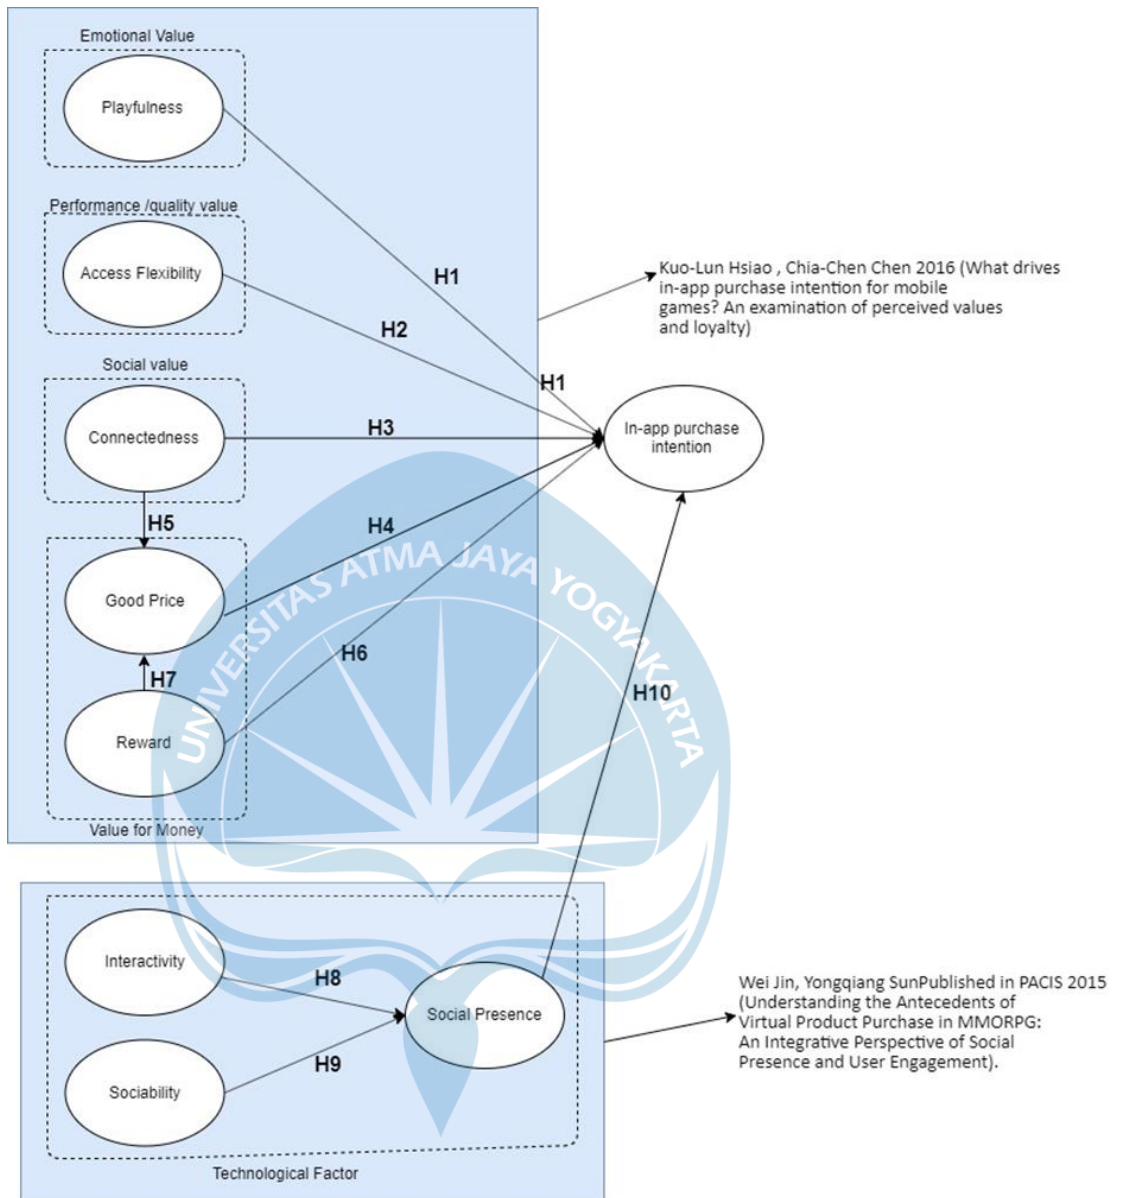 Emotional Value
Playfulness
Performance /quality value
Access Flexibility
H1
H2
Kuo-Lun Hsiao , Chia-Chen Chen 2016 (What drives
in-app purchase intention for mobile
games? An examination of perceived values
and loyalty)
Social value
Connectedness
H3
H1
In-app purchase
intention
H5
H4
Good Price
H6
H7
Reward
H10
Value for Money
UNIVERSITAS ATMA JAYA YOGYAKARTA
Interactivity
H8
Social Presence
H9
Sociability
Technological Factor
Wei Jin, Yongqiang SunPublished in PACIS 2015
(Understanding the Antecedents of
Virtual Product Purchase in MMORPG:
An Integrative Perspective of Social
Presence and User Engagement).